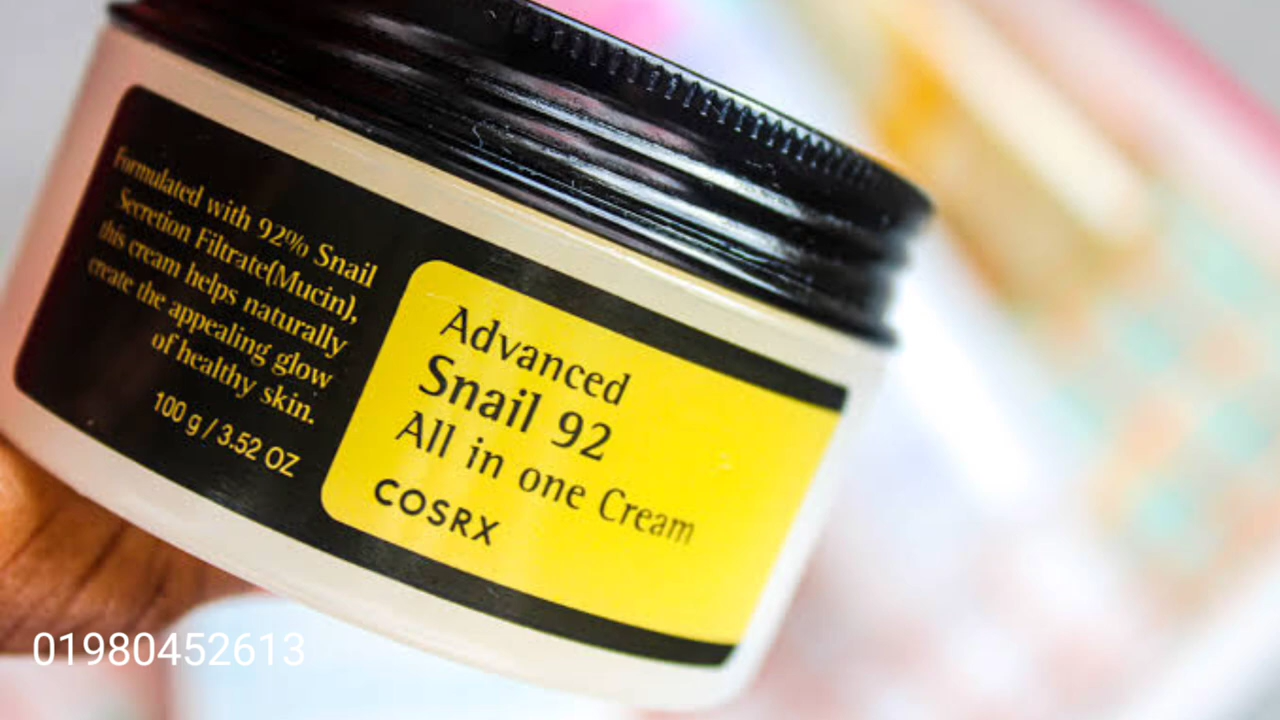 Formulated with 92% Snail
Secretion Filtrate(Mucin),
this cream helps naturally
create the appealing glow
of healthy skin.
100 g / 3.52 OZ
Advanced
Snail 92
All in one Cream
COSRX
01980452613